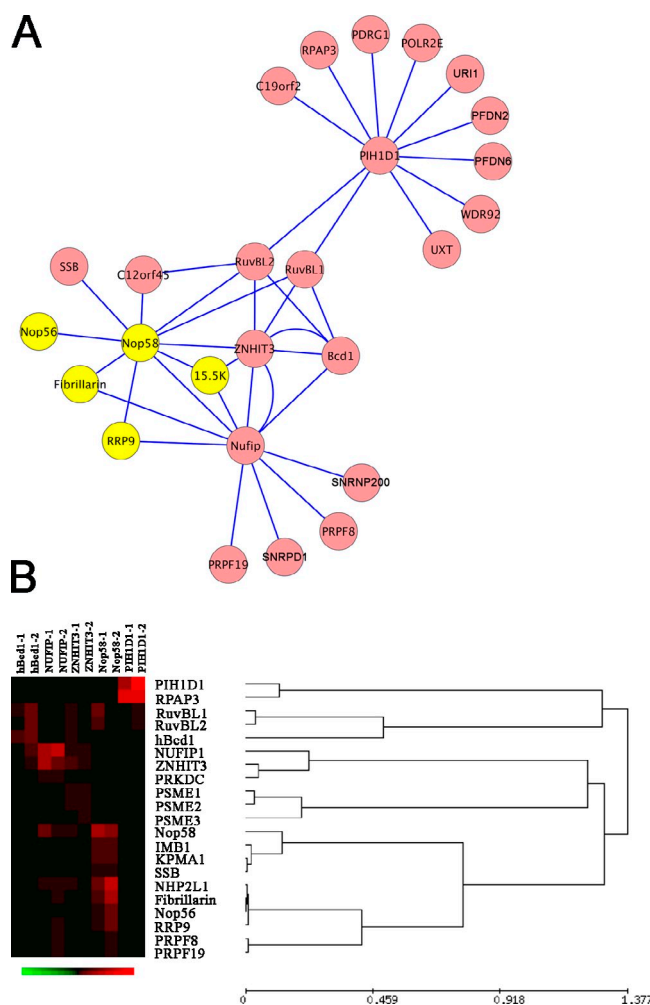 A
PDRG1
RPAP3
POLR2E
C19orf2
URI1
PFDN2
PIH1D1
PFDN6
WDR92
UXT
SSB
C12orf45
RuvBL2
RuvBL1
Nop56
Nop58
ZNHIT3
Bcd1
Fibrillarin
15.5K
RRP9
Nufip
SNRNP200
PRPF8
PRPF19
SNRPD1
B
hBcd1-1
hBcd1-2
NUFIP-1
NUFIP-2
ZNHIT3-1
ZNHIT3-2
Nop58-1
Nop58-2
PIH1D1-1
PIH1D1-2
PIH1D1
RPAP3
RuvBL1
RuvBL2
hBcd1
NUFIP1
ZNHIT3
PRKDC
PSME1
PSME2
PSME3
Nop58
IMB1
KPMA1
SSB
NHP2L1
Fibrillarin
Nop56
RRP9
PRPF8
PRPF19
0 0.459 0.918 1.377